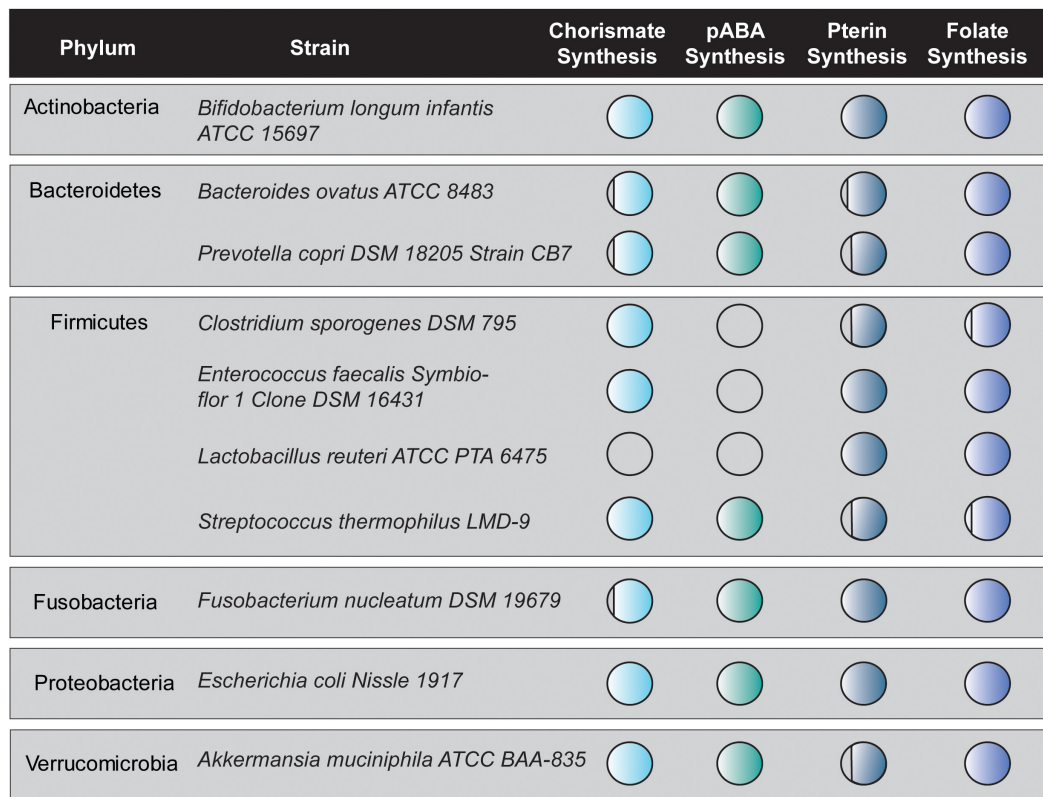 Phylum Strain Chorismate Synthesis pABA Synthesis Pterin Synthesis Folate Synthesis
Actinobacteria Bifidobacterium longum infantis
ATCC 15697
Bacteroidetes Bacteroides ovatus ATCC 8483
Prevotella copri DSM 18205 Strain CB7
Firmicutes Clostridium sporogenes DSM 795
Enterococcus faecalis Symbio-
flor 1 Clone DSM 16431
Lactobacillus reuteri ATCC PTA 6475
Streptococcus thermophilus LMD-9
Fusobacteria Fusobacterium nucleatum DSM 19679
Proteobacteria Escherichia coli Nissle 1917
Verrucomicrobia Akkermansia muciniphila ATCC BAA-835